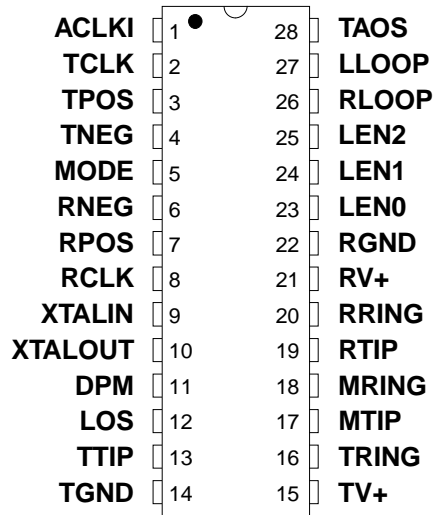 ACLKI 1 28 TAOS
TCLK 2 27 LLOOP
TPOS 3 26 RLOOP
TNEG 4 25 LEN2
MODE 5 24 LEN1
RNEG 6 23 LEN0
RPOS 7 22 RGND
RCLK 8 21 RV+
XTALIN 9 20 RRING
XTALOUT 10 19 RTIP
DPM 11 18 MRING
LOS 12 17 MTIP
TTIP 13 16 TRING
TGND 14 15 TV+